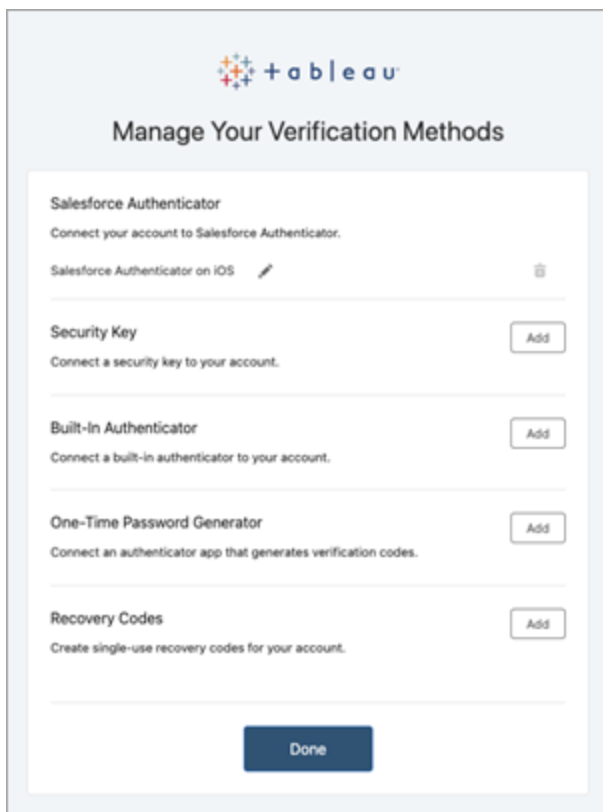 +ableau
Manage Your Verification Methods
Salesforce Authenticator
Connect your account to Salesforce Authenticator.
Salesforce Authenticator on iOS
Security Key
Add
Connect a security key to your account.
Built-In Authenticator
Add
Connect a built-in authenticator to your account.
One-Time Password Generator
Add
Connect an authenticator app that generates verification codes.
Recovery Codes
Add
Create single-use recovery codes for your account.
Done